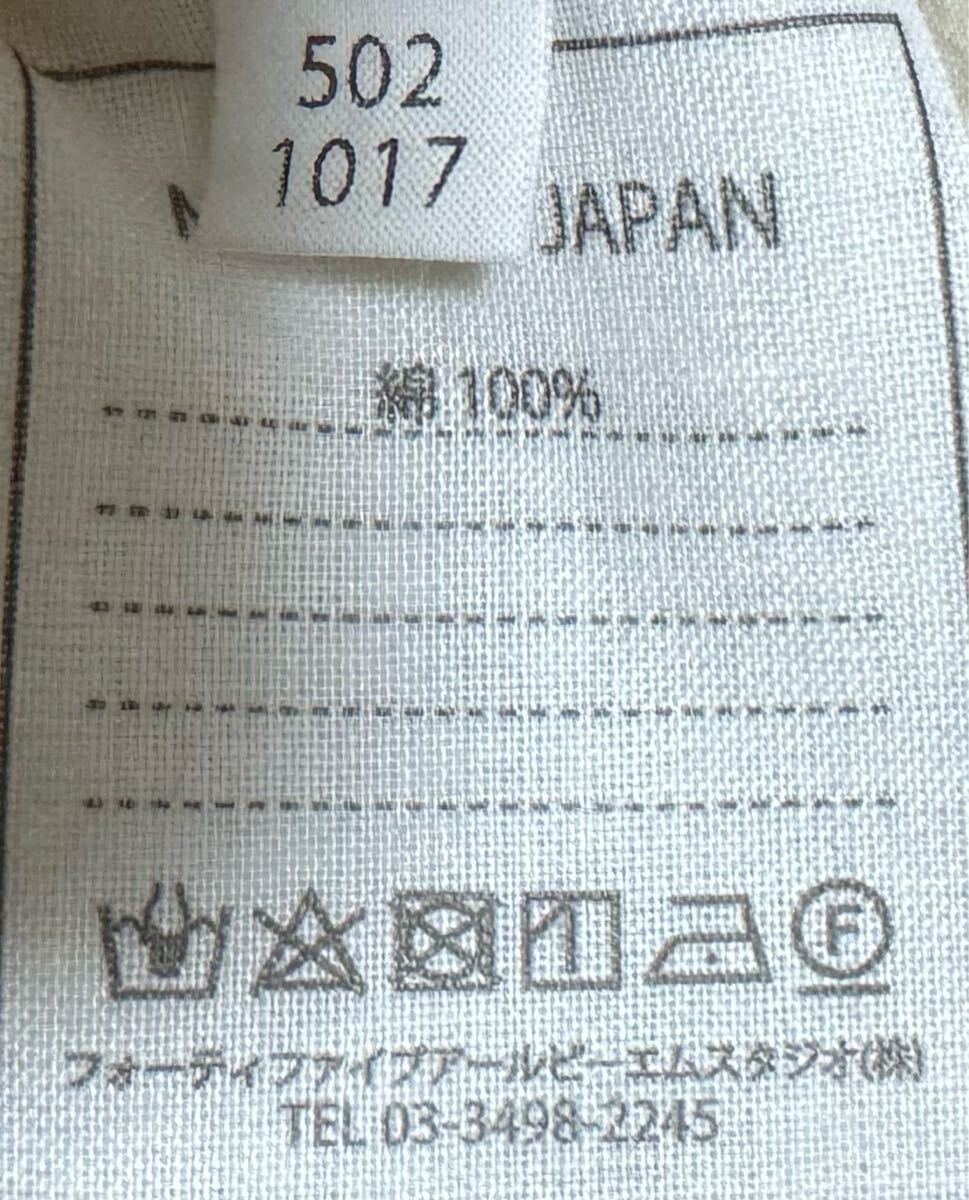 502
1017
JAPAN
綿 100%
F
フォーティファイブアールピーエムスタジオ(株)
TEL 03-3498-2245